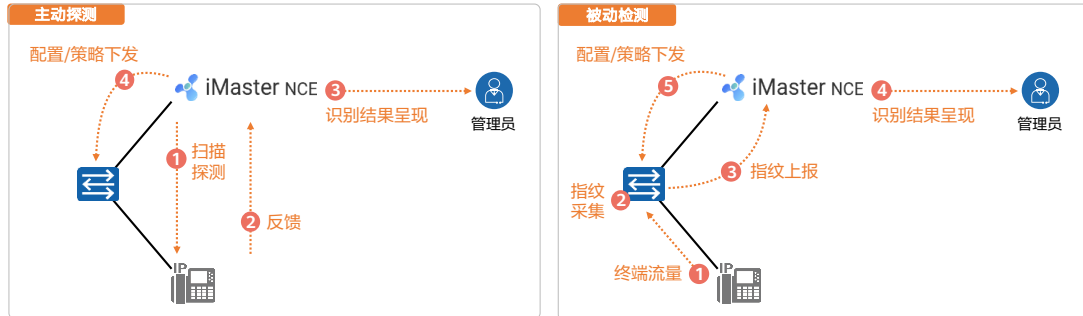 主动探测
配置/策略下发
4
iMaster NCE
3
识别结果呈现
管理员
1
扫描
探测
2
反馈
IP
被动检测
配置/策略下发
5
iMaster NCE
4
识别结果呈现
管理员
3
指纹上报
指纹
采集
2
终端流量
1
IP